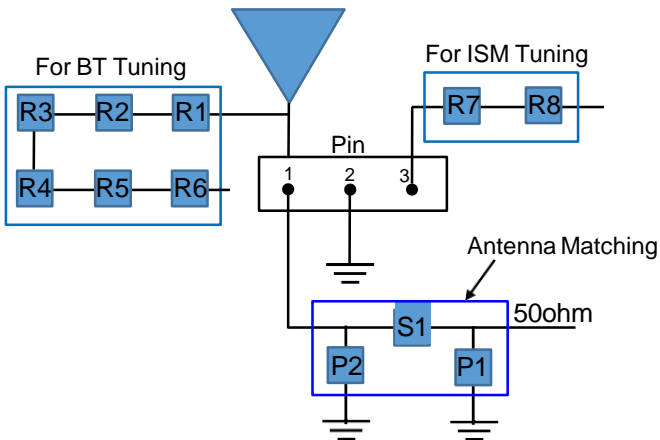 For BT Tuning
For ISM Tuning
R3 R2 R1
R7 R8
Pin
1 2 3
R4 R5 R6
Antenna Matching
50ohm
S1
P2 P1